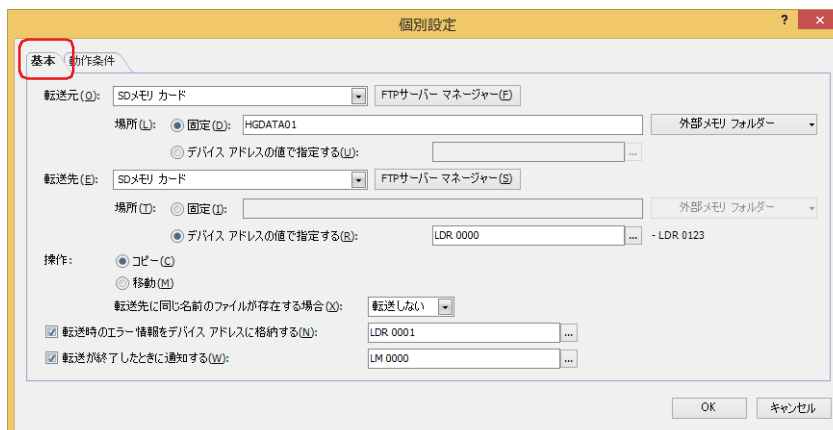 個別設定
? ×
基本 動作条件
転送元(O): SDメモリ カード FTPサーバー マネージャー(F)
場所(L): 固定(D): HGDATA01 外部メモリ フォルダー
デバイス アドレスの値で指定する(U): ...
転送先(E): SDメモリ カード FTPサーバー マネージャー(S)
場所(T): 固定(I): 外部メモリ フォルダー
デバイス アドレスの値で指定する(R): LDR 0000 ... - LDR 0123
操作: コピー(C)
移動(M)
転送先に同じ名前のファイルが存在する場合(X): 転送しない
転送時のエラー情報をデバイス アドレスに格納する(N): LDR 0001 ...
転送が終了したときに通知する(W): LM 0000 ...
OK キャンセル